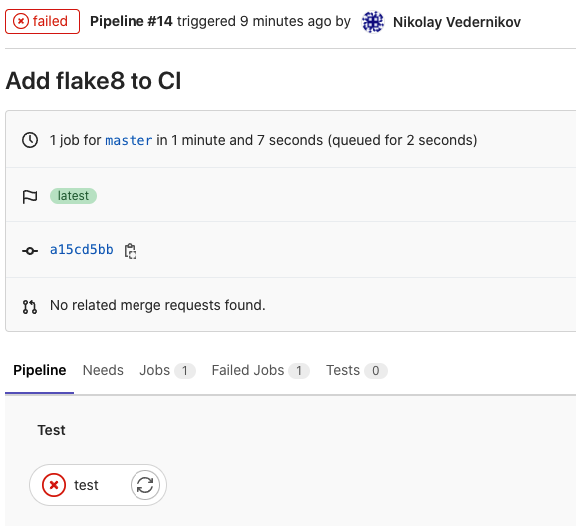 failed Pipeline #14 triggered 9 minutes ago by Nikolay Vedernikov
Add flake8 to CI
1 job for master in 1 minute and 7 seconds (queued for 2 seconds)
latest
a15cd5bb
No related merge requests found.
Pipeline Needs Jobs 1 Failed Jobs 1 Tests 0
Test
test